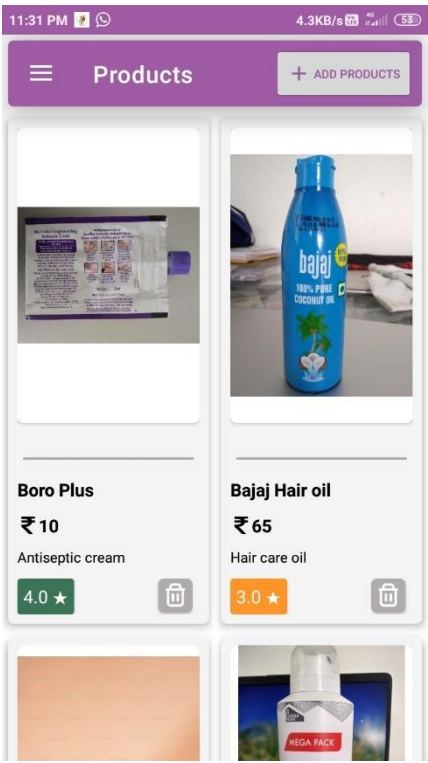 11:31 PM
4.3KB/s
4G
53
Products
+ ADD PRODUCTS
bajaj
100% PURE
COCONUT OIL
Boro Plus
₹ 10
Antiseptic cream
4.0 ★
Bajaj Hair oil
₹ 65
Hair care oil
3.0 ★
MEGA PACK